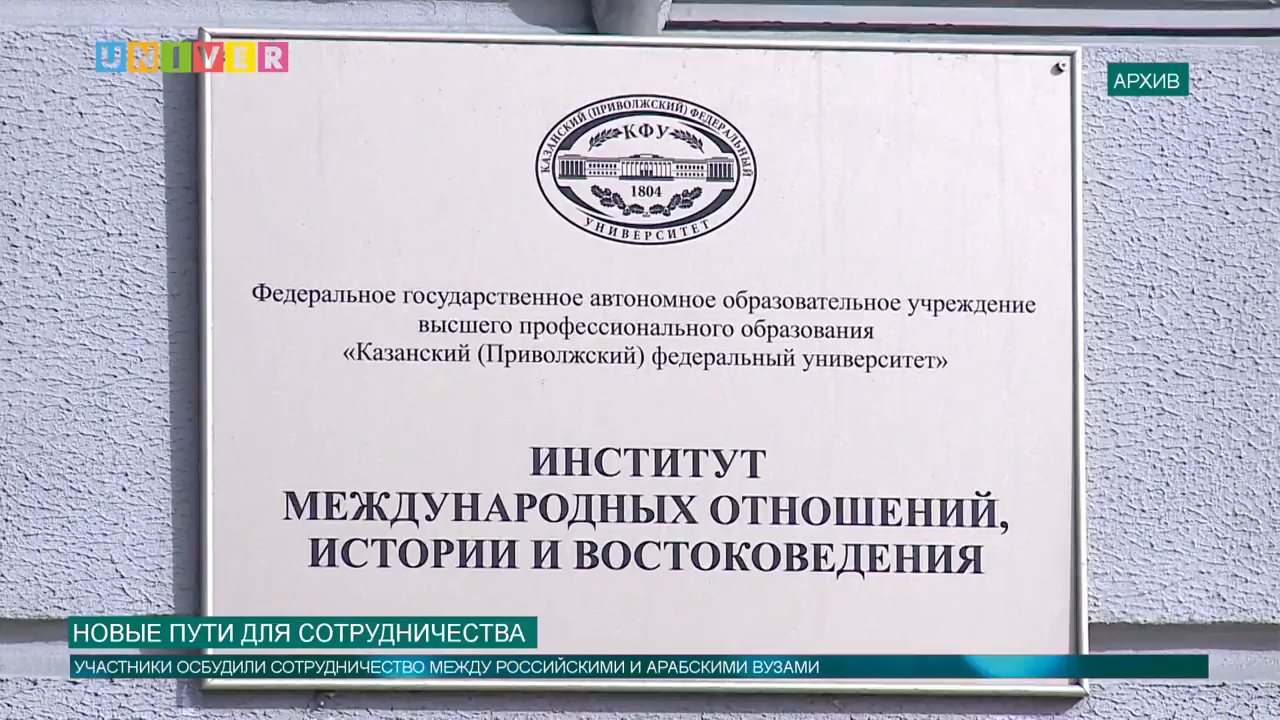 UNIVER
АРХИВ
КАЗАНСКИЙ (ПРИВОЛЖСКИЙ) ФЕДЕРАЛЬНЫЙ
КФУ
1804
УНИВЕРСИТЕТ
Федеральное государственное автономное образовательное учреждение
высшего профессионального образования
«Казанский (Приволжский) федеральный университет»
ИНСТИТУТ
МЕЖДУНАРОДНЫХ ОТНОШЕНИЙ,
ИСТОРИИ И ВОСТОКОВЕДЕНИЯ
НОВЫЕ ПУТИ ДЛЯ СОТРУДНИЧЕСТВА
УЧАСТНИКИ ОСБУДИЛИ СОТРУДНИЧЕСТВО МЕЖДУ РОССИЙСКИМИ И АРАБСКИМИ ВУЗАМИ